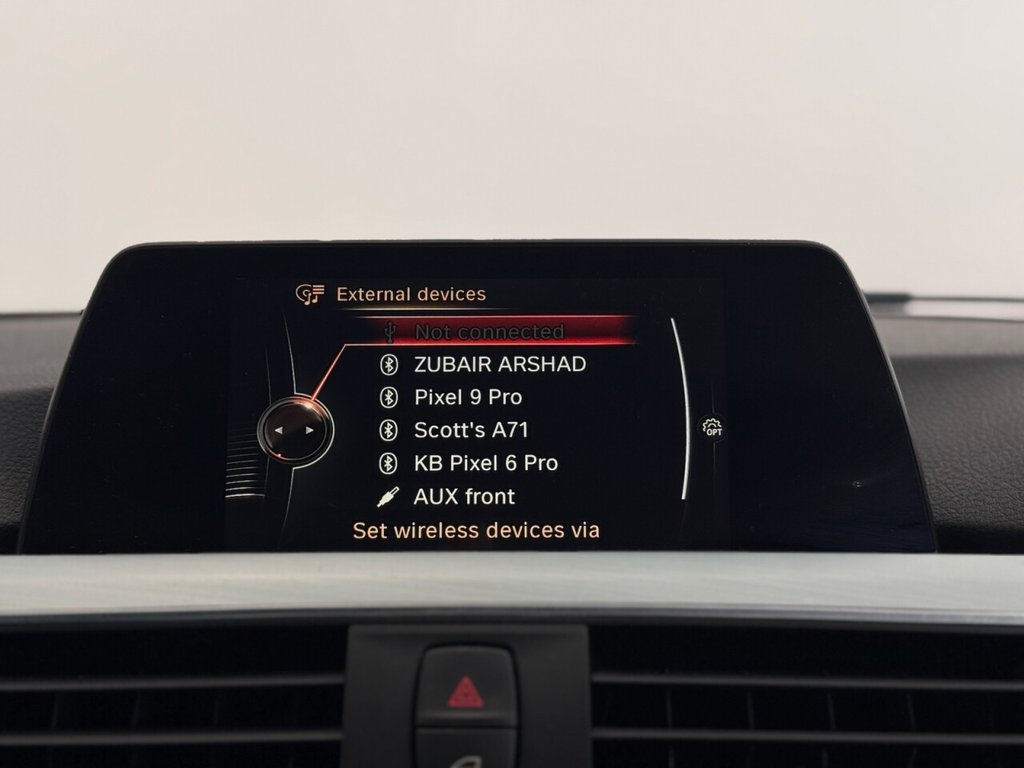 External devices
Not connected
ZUBAIR ARSHAD
Pixel 9 Pro
Scott's A71
OPT
KB Pixel 6 Pro
AUX front
Set wireless devices via